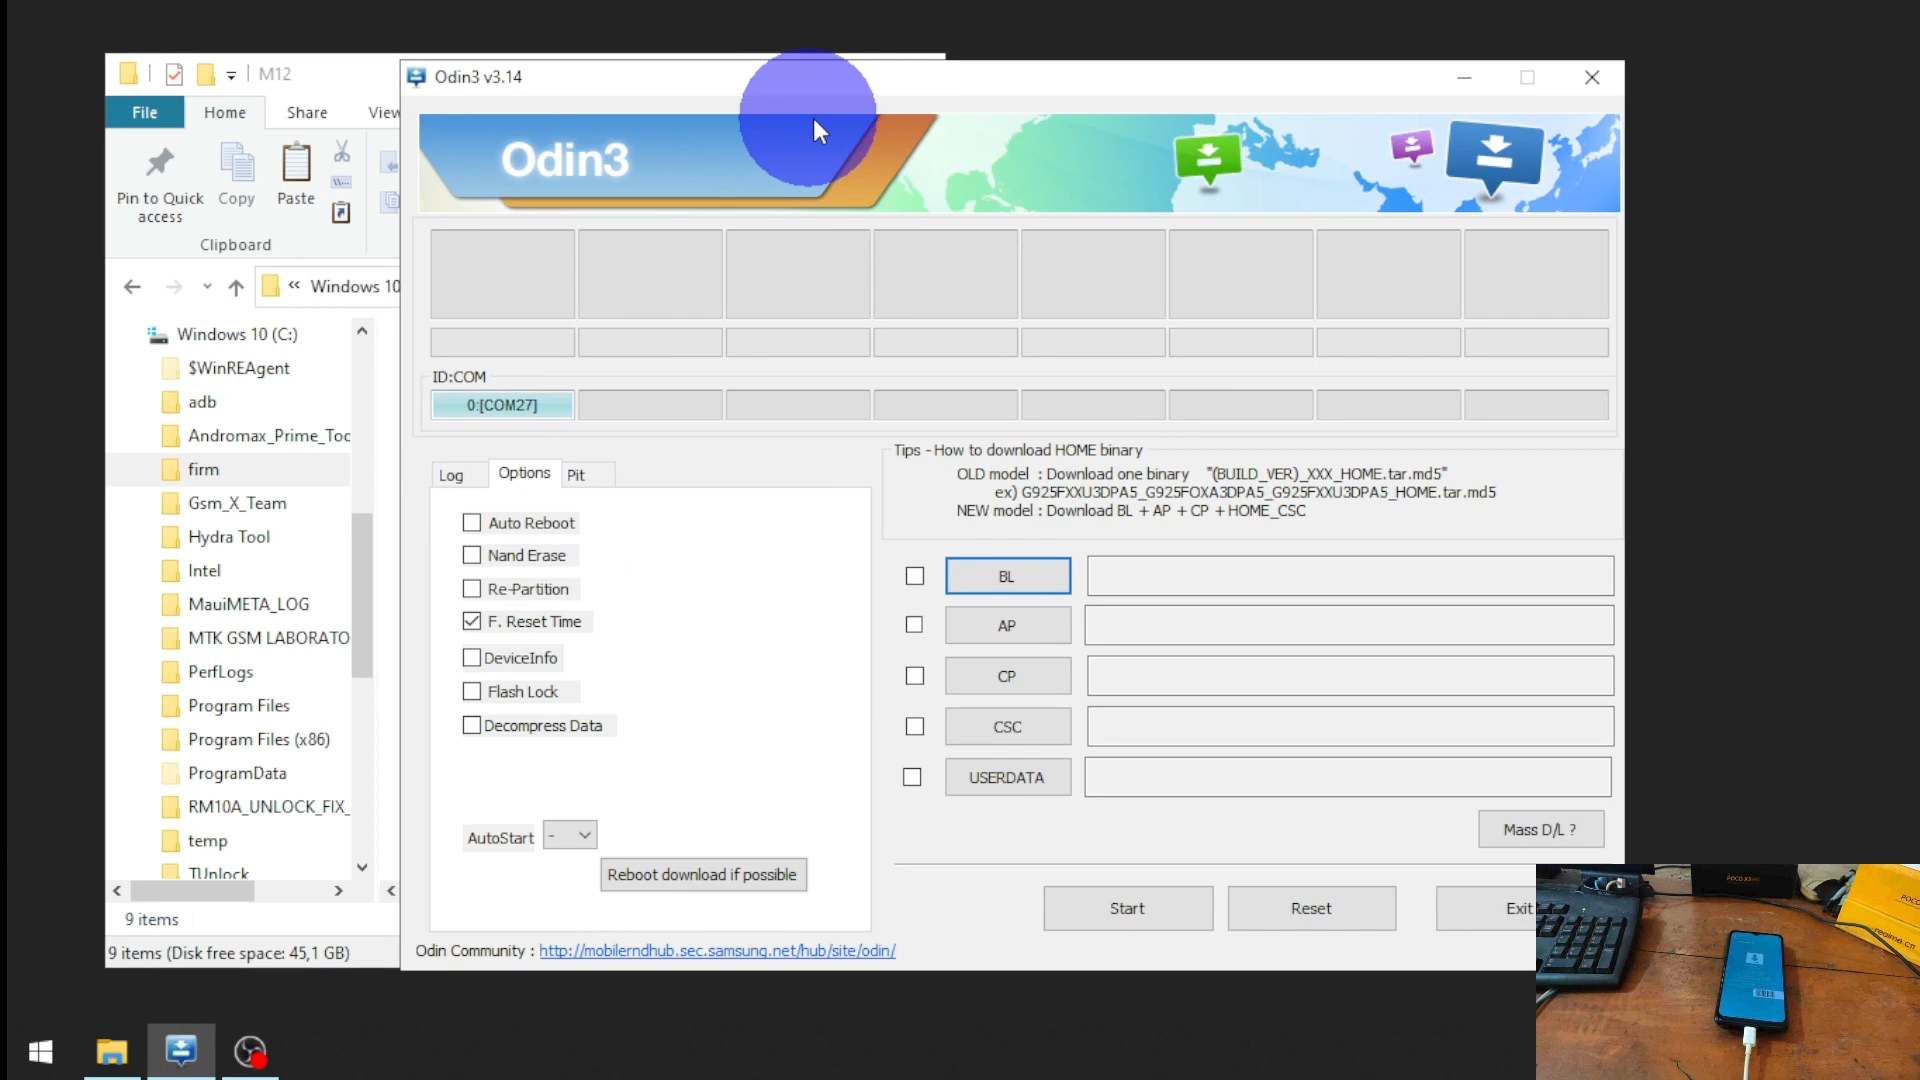 M12
File
Home
Share
View
Pin to Quick access
Copy
Paste
Clipboard
« Windows 10
Windows 10 (C:)
$WinREAgent
adb
Andromax_Prime_Toc
firm
Gsm_X_Team
Hydra Tool
Intel
MauiMETA_LOG
MTK GSM LABORATO
PerfLogs
Program Files
Program Files (x86)
ProgramData
RM10A_UNLOCK_FIX_
temp
TUnlock
9 items
9 items (Disk free space: 45,1 GB)
Odin3 v3.14
Odin3
ID:COM
0:[COM27]
Log
Options
Pit
Auto Reboot
Nand Erase
Re-Partition
F. Reset Time
DeviceInfo
Flash Lock
Decompress Data
AutoStart
-
Reboot download if possible
Tips - How to download HOME binary
OLD model : Download one binary "(BUILD_VER)_XXX_HOME.tar.md5"
ex) G925FXXU3DPA5_G925FOXA3DPA5_G925FXXU3DPA5_HOME.tar.md5
NEW model : Download BL + AP + CP + HOME_CSC
BL
AP
CP
CSC
USERDATA
Mass D/L ?
Start
Reset
Exit
Odin Community : http://mobilerndhub.sec.samsung.net/hub/site/odin/
POCO
realme C11